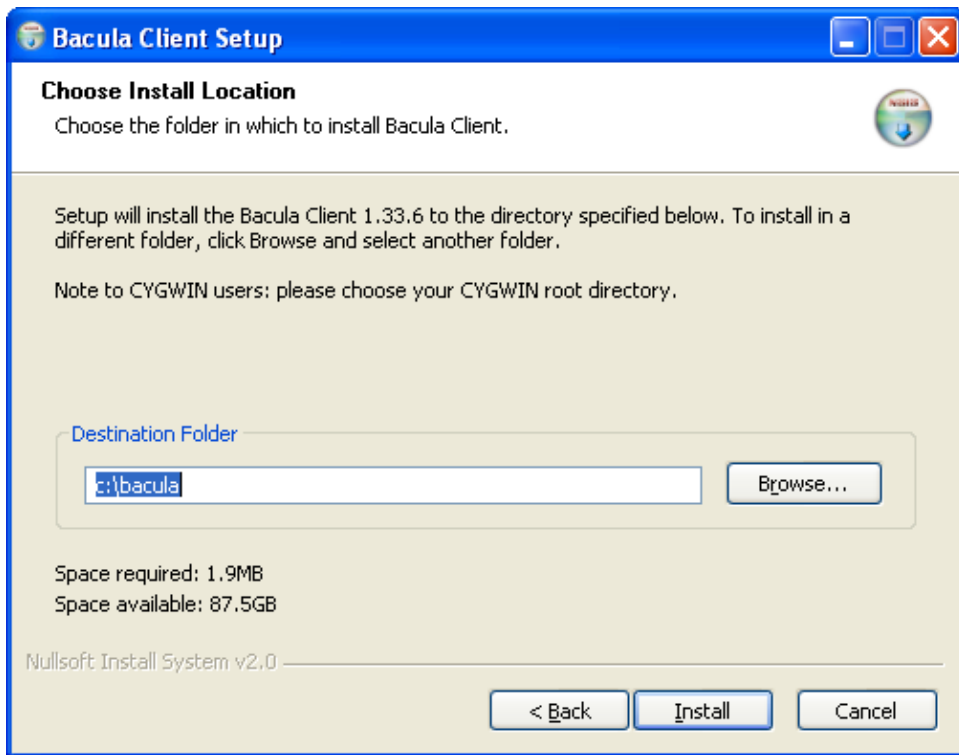 Bacula Client Setup
Choose Install Location
Choose the folder in which to install Bacula Client.
Setup will install the Bacula Client 1.33.6 to the directory specified below. To install in a
different folder, click Browse and select another folder.
Note to CYGWIN users: please choose your CYGWIN root directory.
Destination Folder
c:\bacula
Browse...
Space required: 1.9MB
Space available: 87.5GB
Nullsoft Install System v2.0
< Back
Install
Cancel